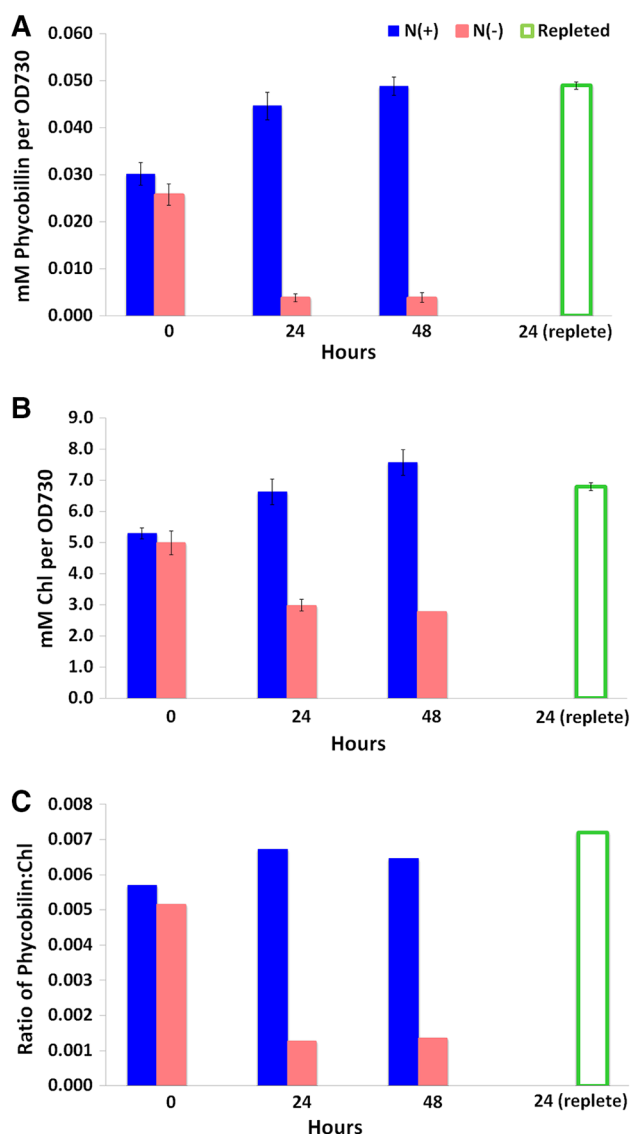 A
N(+) N(-) Repleted
mM Phycobillin per OD730
0.060
0.050
0.040
0.030
0.020
0.010
0.000
0 24 48 24 (replete)
Hours
B
mM Chl per OD730
9.0
8.0
7.0
6.0
5.0
4.0
3.0
2.0
1.0
0.0
0 24 48 24 (replete)
Hours
C
Ratio of Phycobilin:Chl
0.008
0.007
0.006
0.005
0.004
0.003
0.002
0.001
0.000
0 24 48 24 (replete)
Hours